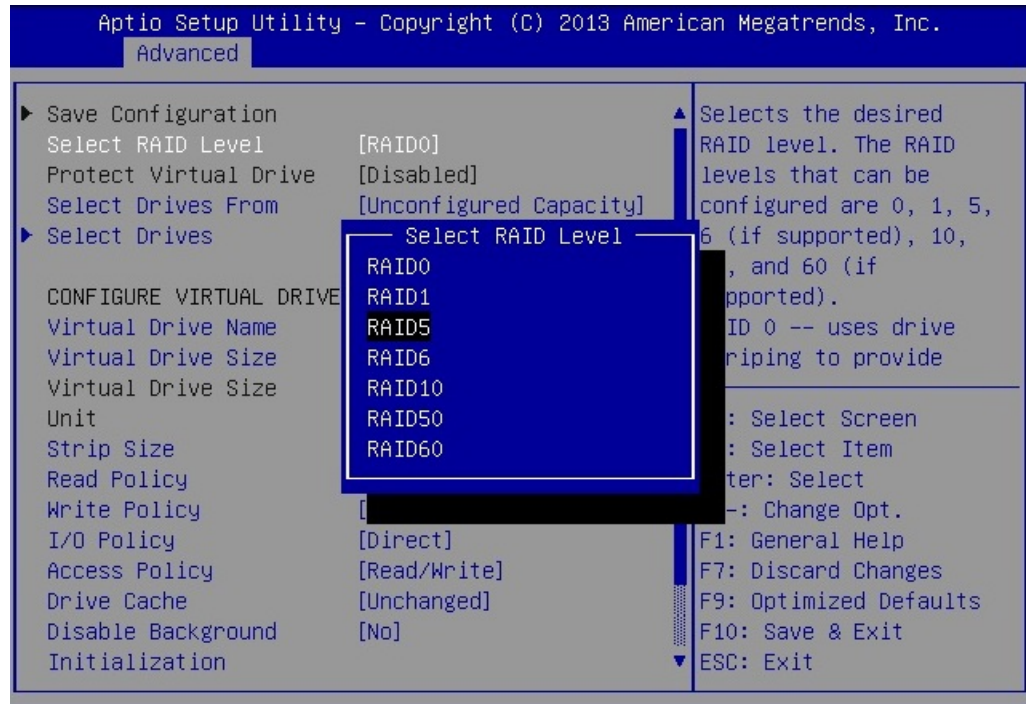 Aptio Setup Utility – Copyright (C) 2013 American Megatrends, Inc.
Advanced
Save Configuration
Select RAID Level [RAID0]
Protect Virtual Drive [Disabled]
Select Drives From [Unconfigured Capacity]
Select Drives
CONFIGURE VIRTUAL DRIVE
Virtual Drive Name
Virtual Drive Size
Virtual Drive Size
Unit
Strip Size
Read Policy
Write Policy [
I/O Policy [Direct]
Access Policy [Read/Write]
Drive Cache [Unchanged]
Disable Background [No]
Initialization
Select RAID Level
RAID0
RAID1
RAID5
RAID6
RAID10
RAID50
RAID60
Selects the desired
RAID level. The RAID
levels that can be
configured are 0, 1, 5,
6 (if supported), 10,
, and 60 (if
pported).
ID 0 -- uses drive
riping to provide
: Select Screen
: Select Item
ter: Select
-: Change Opt.
F1: General Help
F7: Discard Changes
F9: Optimized Defaults
F10: Save & Exit
ESC: Exit